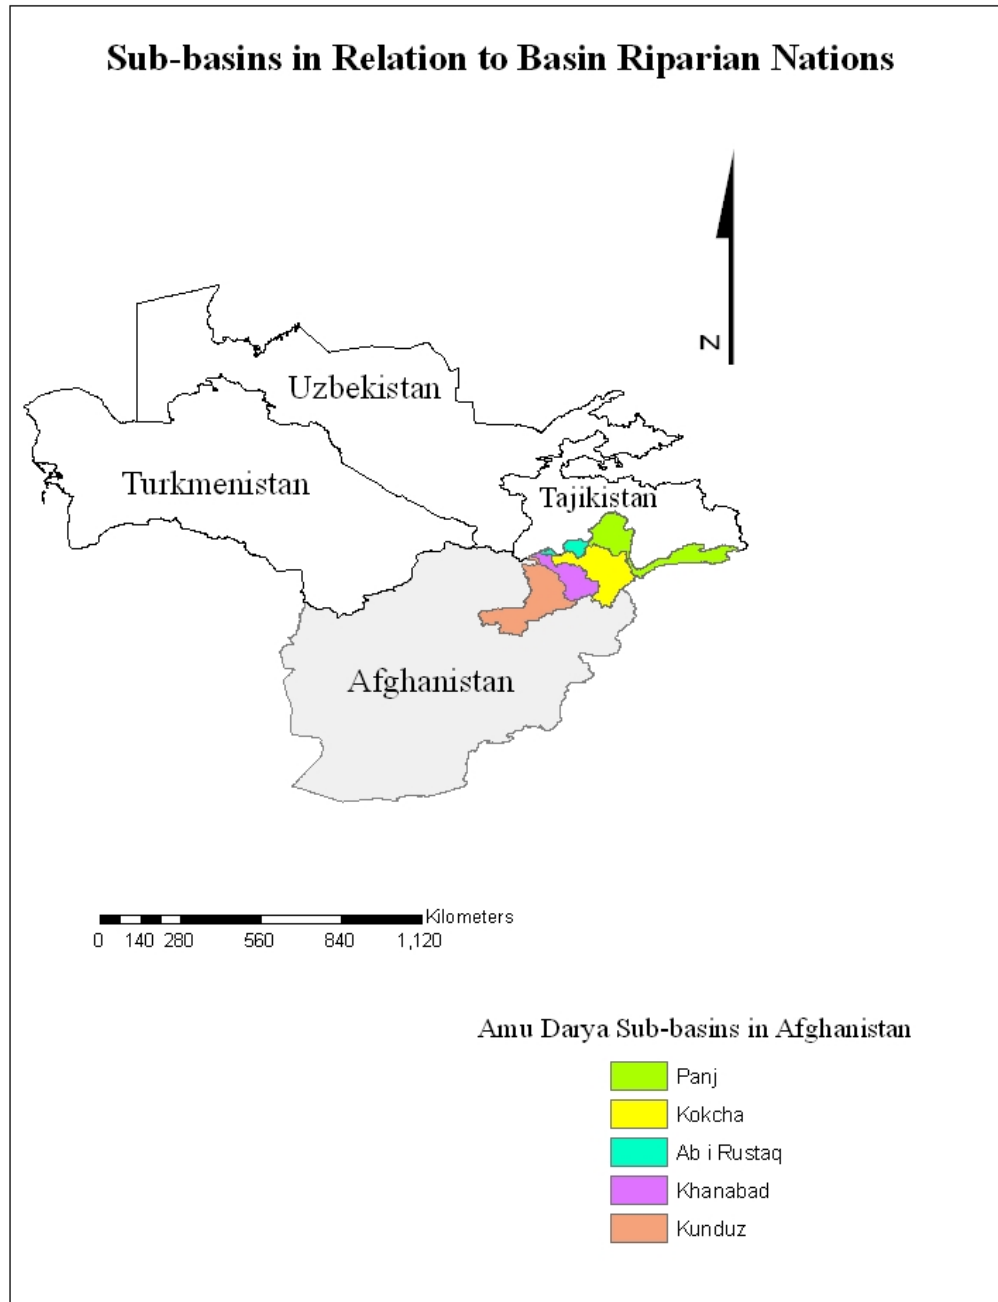 Sub-basins in Relation to Basin Riparian Nations
N
Uzbekistan
Turkmenistan
Tajikistan
Afghanistan
Kilometers
0 140 280 560 840 1,120
Amu Darya Sub-basins in Afghanistan
Panj
Kokcha
Ab i Rustaq
Khanabad
Kunduz